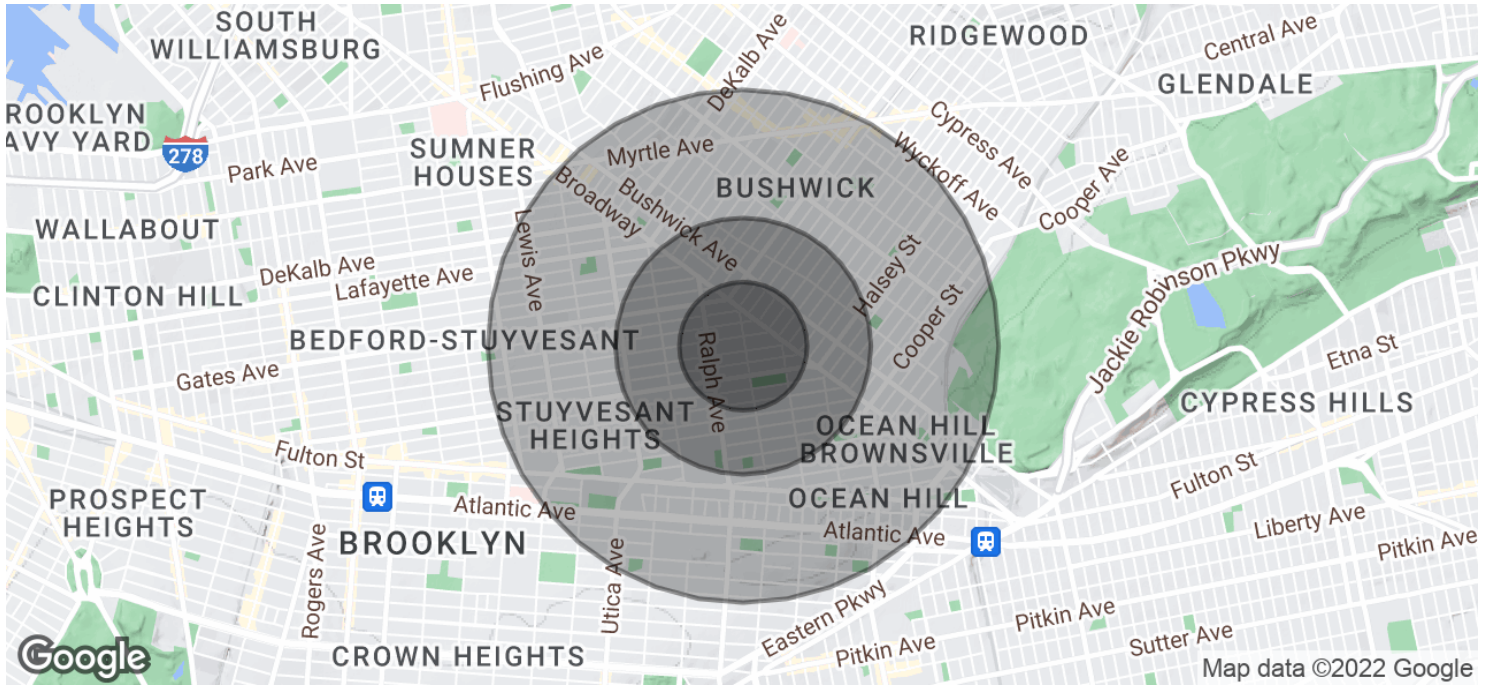 SOUTH
WILLIAMSBURG
Flushing Ave
DeKalb Ave
RIDGEWOOD
Central Ave
GLENDALE
ROOKLYN
AVY YARD
278
Park Ave
SUMNER
HOUSES
Myrtle Ave
Broadway
Bushwick Ave
BUSHWICK
Wyckoff Ave
Cypress Ave
Cooper Ave
WALLABOUT
DeKalb Ave
Lafayette Ave
Lewis Ave
Halsey St
Cooper St
Jackie Robinson Pkwy
CLINTON HILL
BEDFORD-STUYVESANT
Ralph Ave
Etna St
Gates Ave
STUYVESANT
HEIGHTS
OCEAN HILL
BROWNSVILLE
CYPRESS HILLS
Fulton St
Fulton St
PROSPECT
HEIGHTS
Atlantic Ave
OCEAN HILL
Atlantic Ave
Liberty Ave
Pitkin Ave
BROOKLYN
Rogers Ave
Utica Ave
Eastern Pkwy
Pitkin Ave
Pitkin Ave
Sutter Ave
CROWN HEIGHTS
Google
Map data ©2022 Google